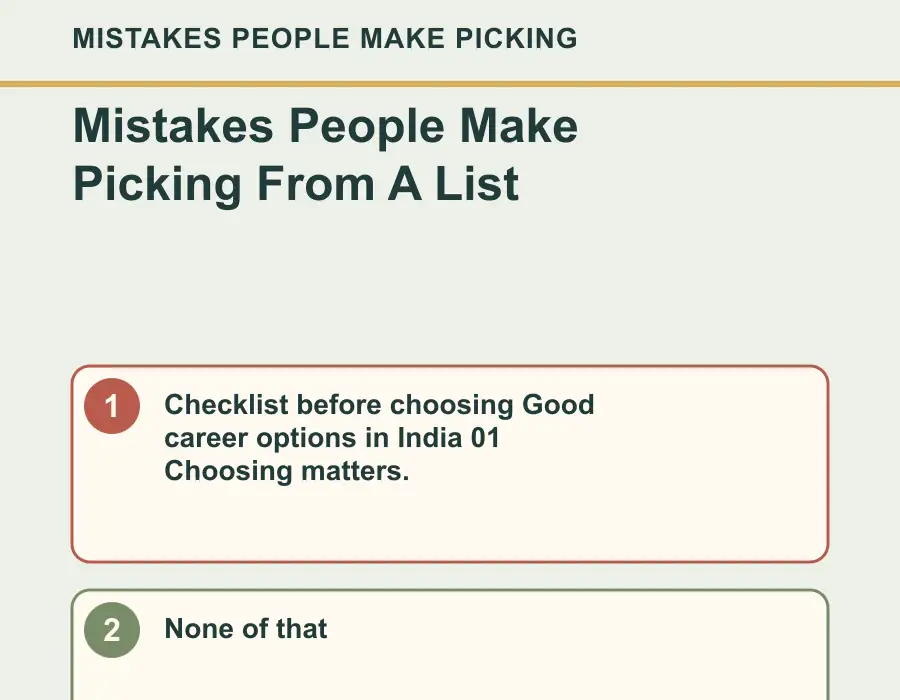 MISTAKES PEOPLE MAKE PICKING
Mistakes People Make
Picking From A List
1
Checklist before choosing Good
career options in India 01
Choosing matters.
2
None of that